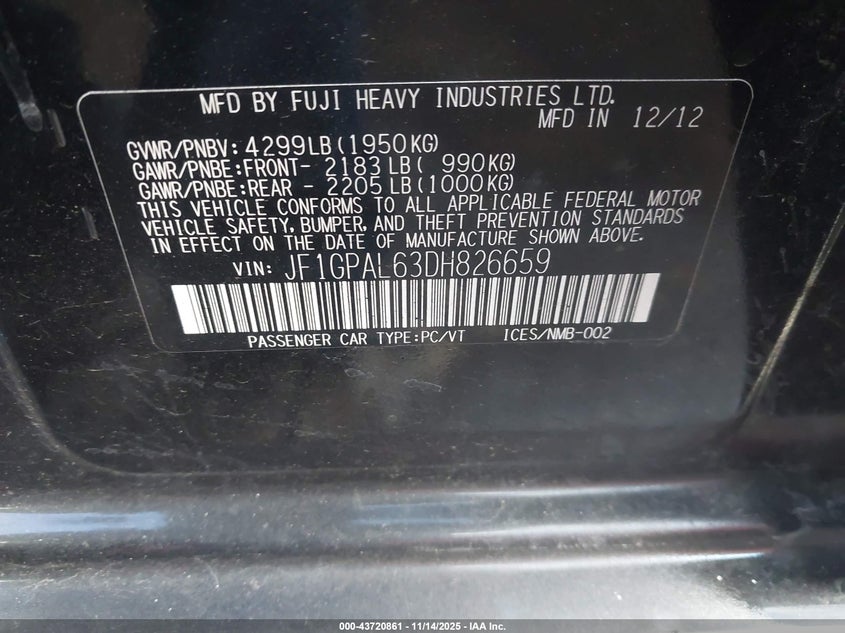 MFD BY FUJI HEAVY INDUSTRIES LTD.
MFD IN 12/12
GVWR/PNBV: 4299LB (1950KG)
GAWR/PNBE: FRONT- 2183 LB ( 990KG)
GAWR/PNBE: REAR - 2205 LB (1000KG)
THIS VEHICLE CONFORMS TO ALL APPLICABLE FEDERAL MOTOR
VEHICLE SAFETY, BUMPER, AND THEFT PREVENTION STANDARDS
IN EFFECT ON THE DATE OF MANUFACTURE SHOWN ABOVE.
VIN: JF1GPAL63DH826659
PASSENGER CAR TYPE:PC/VT ICES/NMB-002
000-43720861 - 11/14/2025 - IAA Inc.